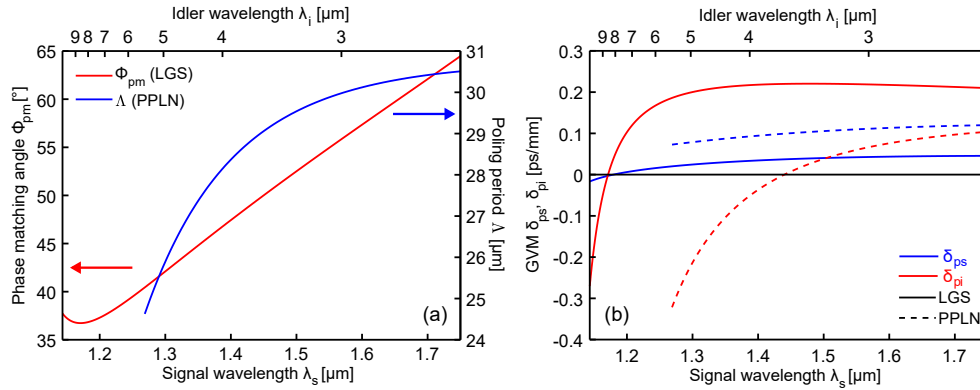 Idler wavelength λi [µm]
9 8 7 6 5 4 3
65
60
55
50
45
40
35
Phase matching angle Φpm [°]
Φpm (LGS)
Λ (PPLN)
31
30
29
28
27
26
25
24
Poling period Λ [µm]
(a)
1.2 1.3 1.4 1.5 1.6 1.7
Signal wavelength λs [µm]
Idler wavelength λi [µm]
9 8 7 6 5 4 3
0.3
0.2
0.1
0
-0.1
-0.2
-0.3
-0.4
GVM δps, δpi [ps/mm]
δps
δpi
LGS
PPLN
(b)
1.2 1.3 1.4 1.5 1.6 1.7
Signal wavelength λs [µm]